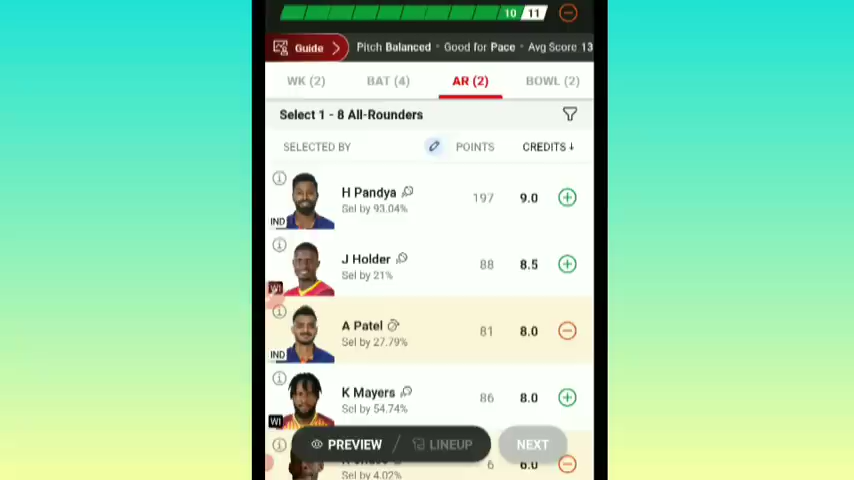 10 11
Guide Pitch Balanced • Good for Pace • Avg Score 13
WK (2) BAT (4) AR (2) BOWL (2)
Select 1 - 8 All-Rounders
SELECTED BY POINTS CREDITS↓
H Pandya 197 9.0
Sel by 93.04%
IND
J Holder 88 8.5
Sel by 21%
WI
A Patel 81 8.0
Sel by 27.79%
IND
K Mayers 86 8.0
Sel by 54.74%
WI
PREVIEW / LINEUP NEXT
6 6.0
Sel by 4.02%